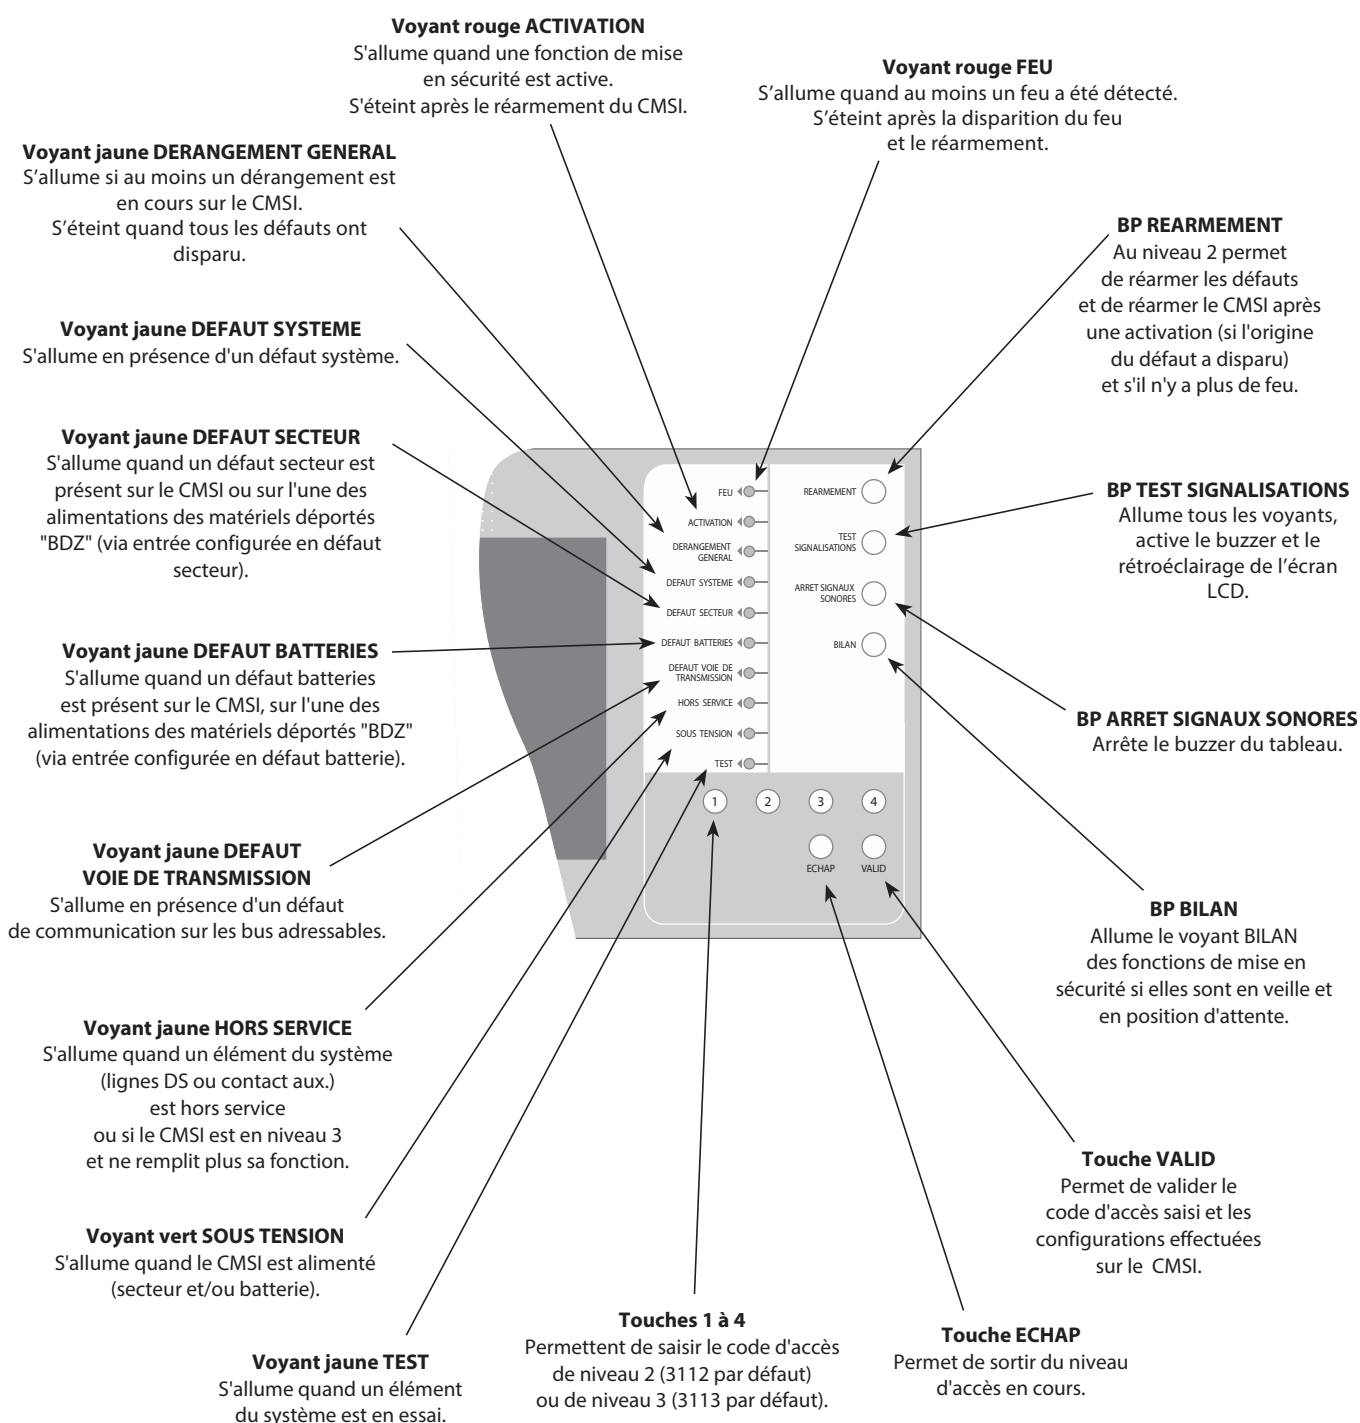 Voyant rouge ACTIVATION
S'allume quand une fonction de mise
en sécurité est active.
S'éteint après le réarmement du CMSI.
Voyant rouge FEU
S’allume quand au moins un feu a été détecté.
S’éteint après la disparition du feu
et le réarmement.
Voyant jaune DERANGEMENT GENERAL
S’allume si au moins un dérangement est
en cours sur le CMSI.
S’éteint quand tous les défauts ont
disparu.
BP REARMEMENT
Au niveau 2 permet
de réarmer les défauts
et de réarmer le CMSI après
une activation (si l'origine
du défaut a disparu)
et s'il n'y a plus de feu.
Voyant jaune DEFAUT SYSTEME
S'allume en présence d'un défaut système.
Voyant jaune DEFAUT SECTEUR
S'allume quand un défaut secteur est
présent sur le CMSI ou sur l'une des
alimentations des matériels déportés
"BDZ" (via entrée configurée en défaut
secteur).
BP TEST SIGNALISATIONS
Allume tous les voyants,
active le buzzer et le
rétroéclairage de l’écran
LCD.
FEU
ACTIVATION
DERANGEMENT
GENERAL
DEFAUT SYSTEME
DEFAUT SECTEUR
DEFAUT BATTERIES
DEFAUT VOIE DE
TRANSMISSION
HORS SERVICE
SOUS TENSION
TEST
REARMEMENT
TEST
SIGNALISATIONS
ARRET SIGNAUX
SONORES
BILAN
1 2 3 4
ECHAP VALID
Voyant jaune DEFAUT BATTERIES
S'allume quand un défaut batteries
est présent sur le CMSI, sur l'une des
alimentations des matériels déportés "BDZ"
(via entrée configurée en défaut batterie).
BP ARRET SIGNAUX SONORES
Arrête le buzzer du tableau.
Voyant jaune DEFAUT
VOIE DE TRANSMISSION
S'allume en présence d'un défaut
de communication sur les bus adressables.
BP BILAN
Allume le voyant BILAN
des fonctions de mise en
sécurité si elles sont en veille et
en position d'attente.
Voyant jaune HORS SERVICE
S'allume quand un élément du système
(lignes DS ou contact aux.)
est hors service
ou si le CMSI est en niveau 3
et ne remplit plus sa fonction.
Touche VALID
Permet de valider le
code d'accès saisi et les
configurations effectuées
sur le CMSI.
Voyant vert SOUS TENSION
S'allume quand le CMSI est alimenté
(secteur et/ou batterie).
Touches 1 à 4
Permettent de saisir le code d'accès
de niveau 2 (3112 par défaut)
ou de niveau 3 (3113 par défaut).
Touche ECHAP
Permet de sortir du niveau
d'accès en cours.
Voyant jaune TEST
S'allume quand un élément
du système est en essai.